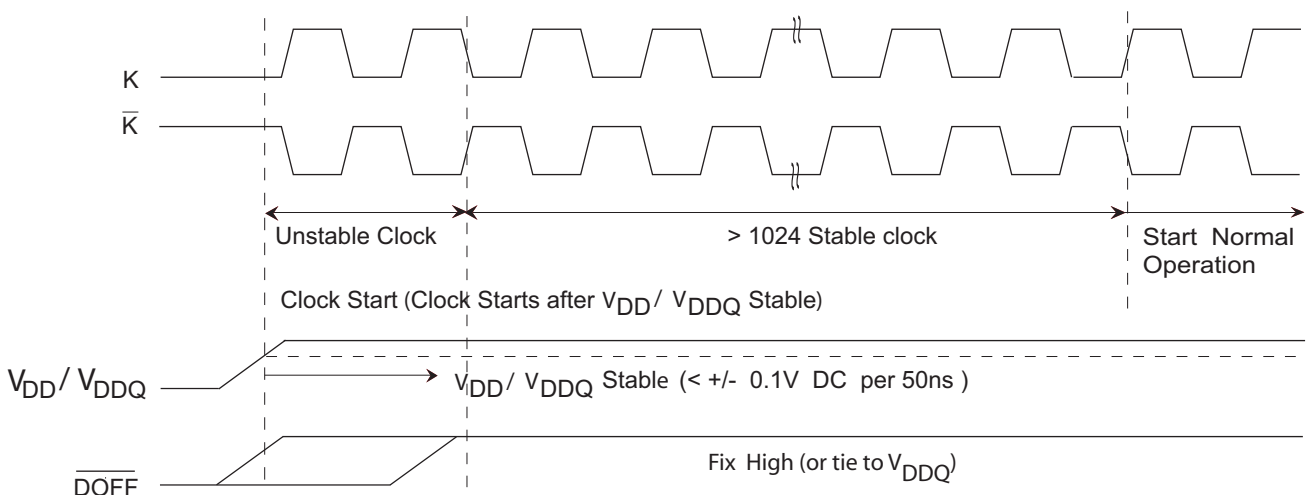 K
K̅
Unstable Clock
> 1024 Stable clock
Start Normal
Operation
Clock Start (Clock Starts after VDD / VDDQ Stable)
VDD / VDDQ
VDD / VDDQ Stable (< +/- 0.1V DC per 50ns )
Fix High (or tie to VDDQ)
DOFF